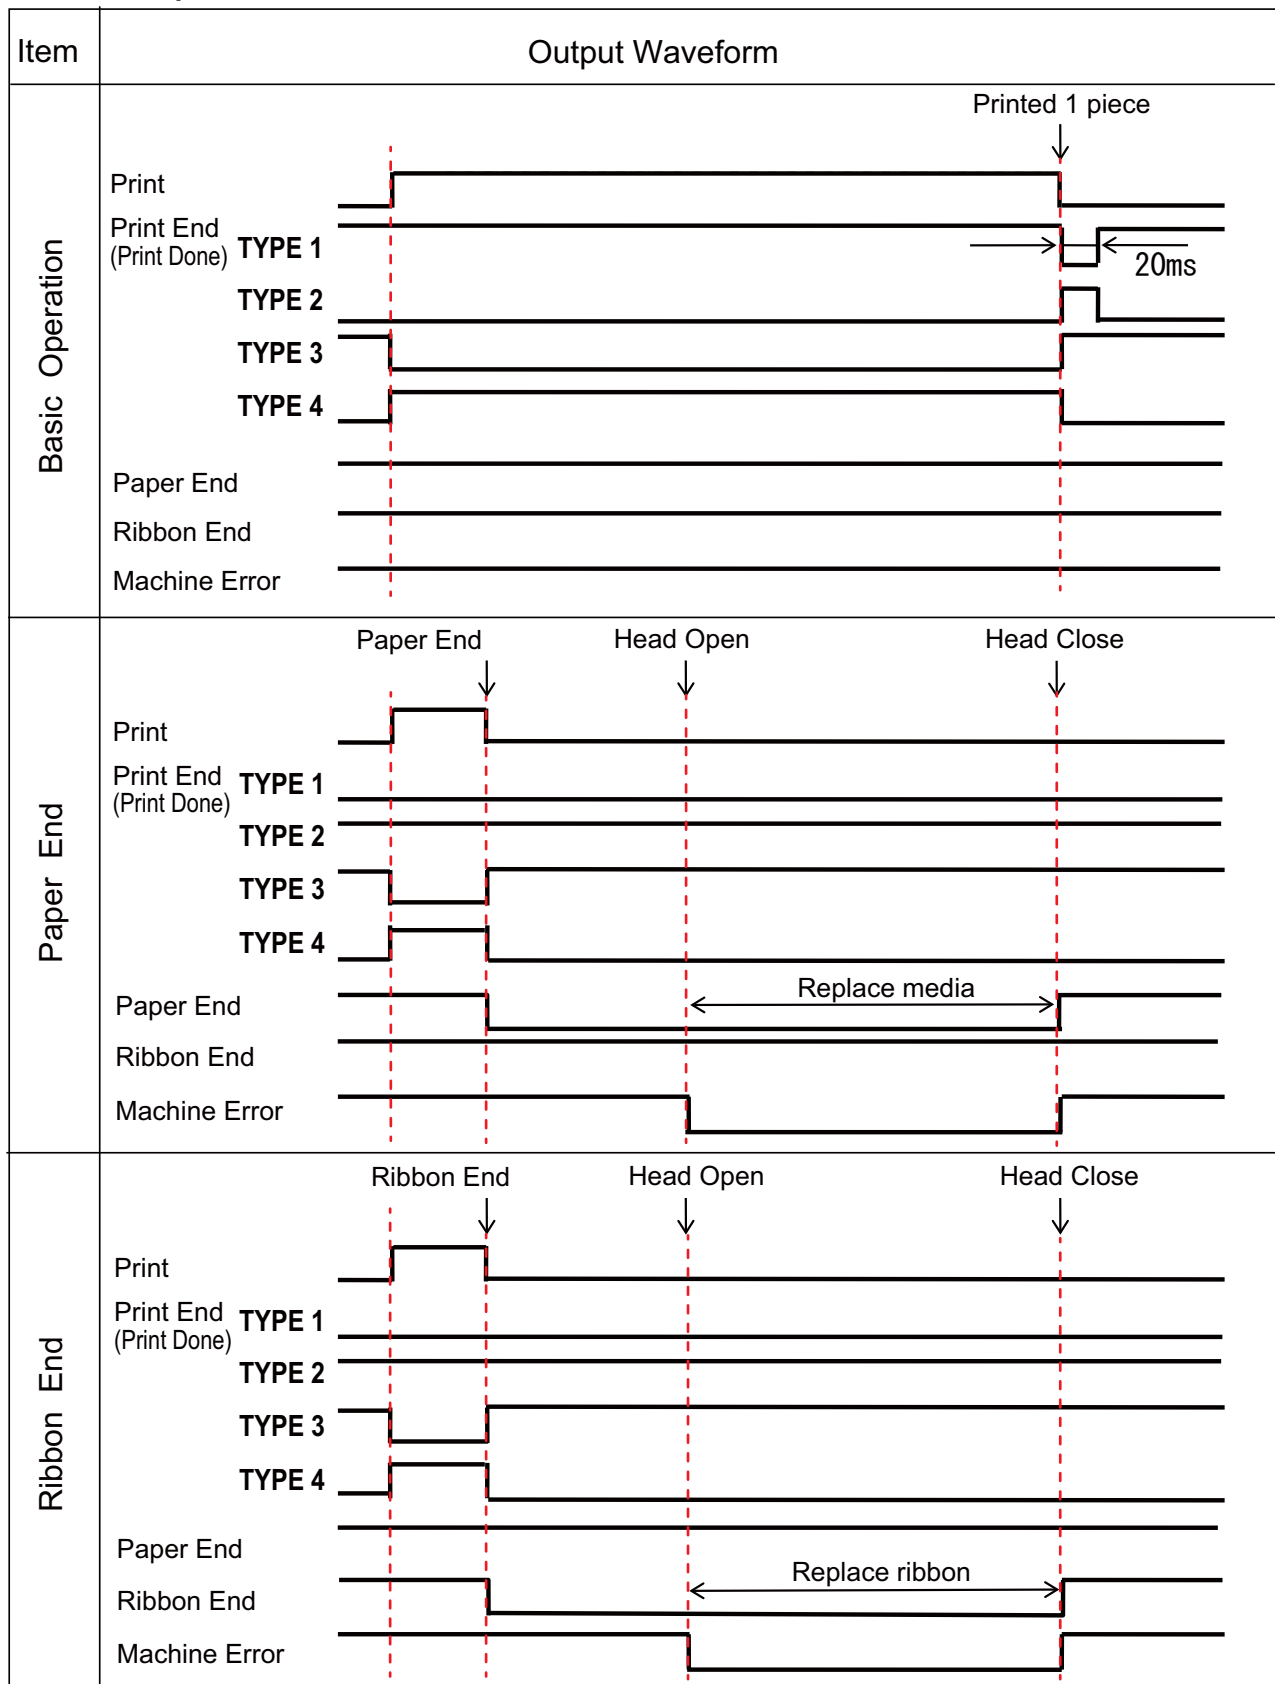 Item
Output Waveform
Basic Operation
Printed 1 piece
Print
Print End
(Print Done)
TYPE 1
20ms
TYPE 2
TYPE 3
TYPE 4
Paper End
Ribbon End
Machine Error
Paper End
Paper End
Head Open
Head Close
Print
Print End
(Print Done)
TYPE 1
TYPE 2
TYPE 3
TYPE 4
Paper End
Replace media
Ribbon End
Machine Error
Ribbon End
Ribbon End
Head Open
Head Close
Print
Print End
(Print Done)
TYPE 1
TYPE 2
TYPE 3
TYPE 4
Paper End
Ribbon End
Replace ribbon
Machine Error